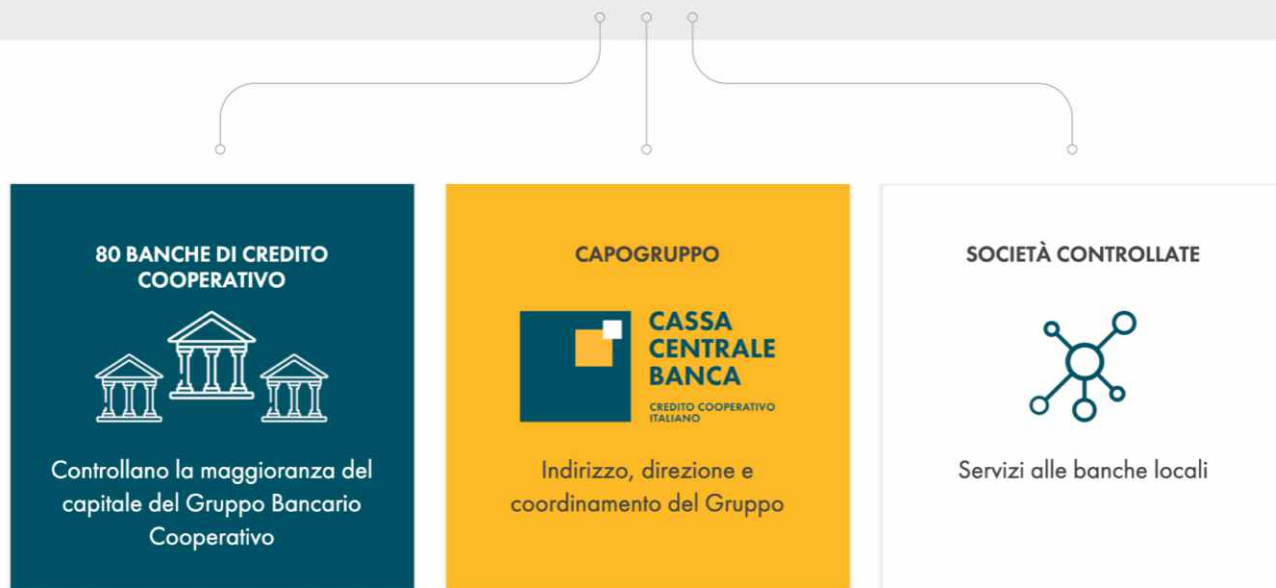 80 BANCHE DI CREDITO
COOPERATIVO
Controllano la maggioranza del
capitale del Gruppo Bancario
Cooperativo
CAPOGRUPPO
CASSA
CENTRALE
BANCA
CREDITO COOPERATIVO
ITALIANO
Indirizzo, direzione e
coordinamento del Gruppo
SOCIETÀ CONTROLLATE
Servizi alle banche locali